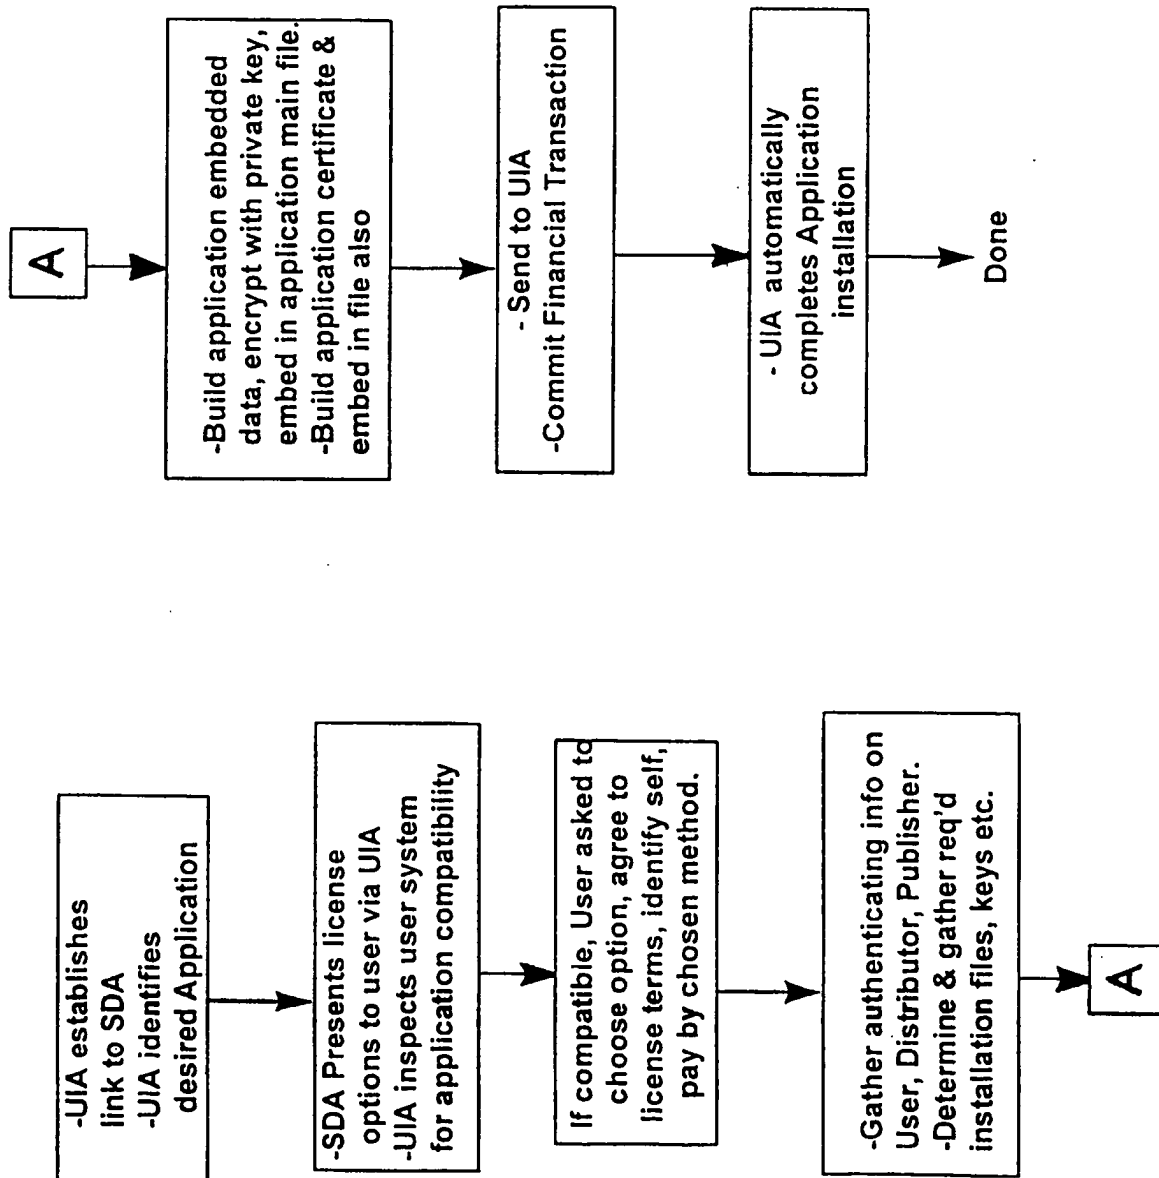 -UIA establishes
link to SDA
-UIA identifies
desired Application
-SDA Presents license
options to user via UIA
-UIA inspects user system
for application compatibility
If compatible, User asked to
choose option, agree to
license terms, identify self,
pay by chosen method.
-Gather authenticating info on
User, Distributor, Publisher.
-Determine & gather req'd
installation files, keys etc.
A
A
-Build application embedded
data, encrypt with private key,
embed in application main file.
-Build application certificate &
embed in file also
- Send to UIA
-Commit Financial Transaction
- UIA automatically
completes Application
installation
Done